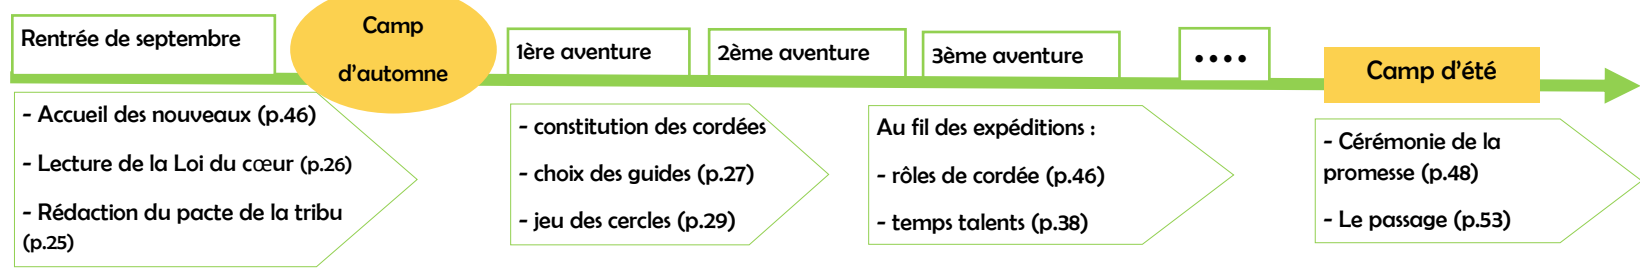 Rentrée de septembre
Camp
d'automne
1ère aventure
2ème aventure
3ème aventure
....
Camp d'été
- Accueil des nouveaux (p.46)
- Lecture de la Loi du cœur (p.26)
- Rédaction du pacte de la tribu
(p.25)
- constitution des cordées
- choix des guides (p.27)
- jeu des cercles (p.29)
Au fil des expéditions :
- rôles de cordée (p.46)
- temps talents (p.38)
- Cérémonie de la
promesse (p.48)
- Le passage (p.53)